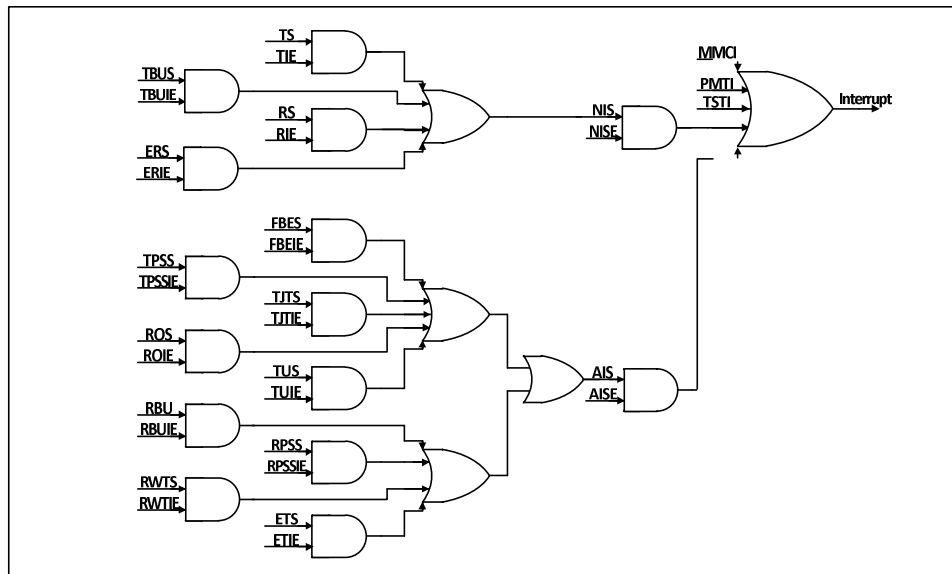 TS
TIE
TBUS
TBUIE
RS
RIE
ERS
ERIE
NIS
NISE
MMCI
PMTI
TSTI
Interrupt
FBES
FBEIE
TPSS
TPSSIE
TJTS
TJTIE
ROS
ROIE
TUS
TUIE
AIS
AISE
RBU
RBUIE
RPSS
RPSSIE
RWTS
RWTIE
ETS
ETIE